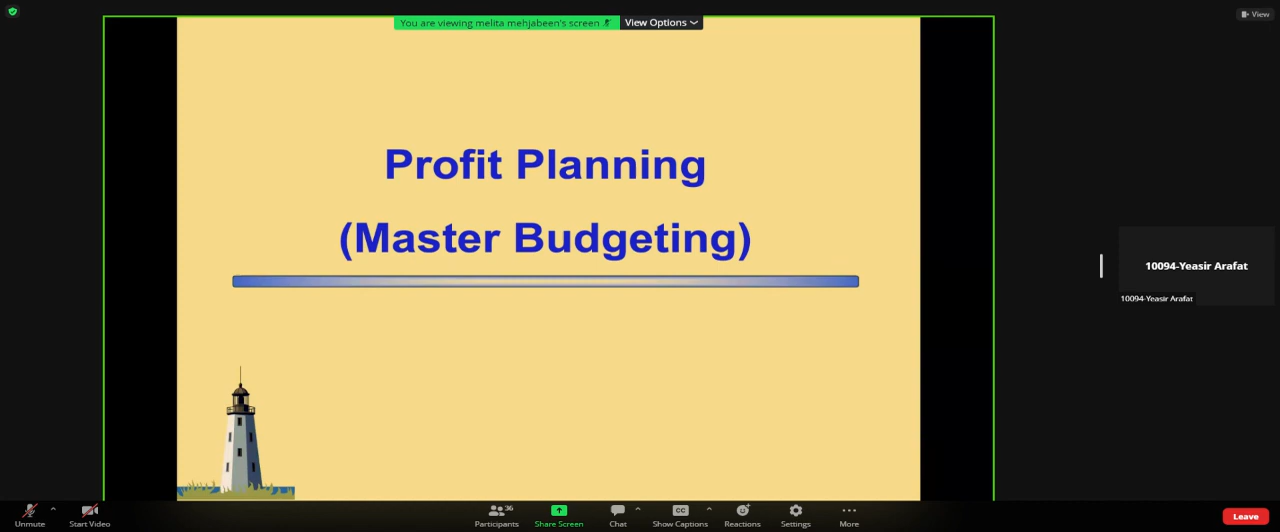 You are viewing melita mehjabeen's screen
View Options
View
Profit Planning
(Master Budgeting)
10094-Yeasir Arafat
10094-Yeasir Arafat
Unmute
Start Video
36
Participants
Share Screen
CC
Chat
Show Captions
Reactions
Settings
More
Leave